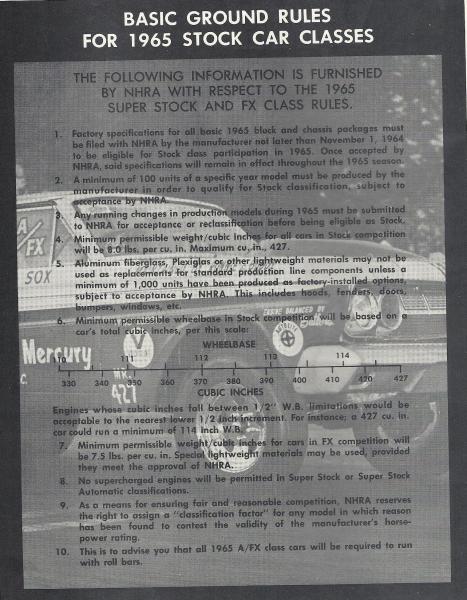 BASIC GROUND RULES
FOR 1965 STOCK CAR CLASSES
THE FOLLOWING INFORMATION IS FURNISHED
BY NHRA WITH RESPECT TO THE 1965
SUPER STOCK AND FX CLASS RULES.
1. Factory specifications for all basic 1965 block and chassis packages must
be filed with NHRA by the manufacturer not later than November 1, 1964
to be eligible for Stock class participation in 1965. Once accepted by
NHRA, said specifications will remain in effect throughout the 1965 season.
2. A minimum of 100 units of a specific year model must be produced by the
manufacturer in order to qualify for Stock classification, subject to
acceptance by NHRA.
3. Any running changes in production models during 1965 must be submitted
to NHRA for acceptance or reclassification before being eligible as Stock.
4. Minimum permissible weight/cubic inches for all cars in Stock competition
will be 8.0 lbs. per cu. in. Maximum cu. in., 427.
5. Aluminum fiberglass, Plexiglas or other lightweight materials may not be
used as replacements for standard production line components unless a
minimum of 1,000 units have been produced as factory-installed options,
subject to acceptance by NHRA. This includes hoods, fenders, doors,
bumpers, windows, etc.
6. Minimum permissible wheelbase in Stock competition will be based on a
car's total cubic inches, per this scale:
WHEELBASE
110 111 112 113 114
330 340 350 360 370 380 390 400 410 420 427
CUBIC INCHES
Engines whose cubic inches fall between 1/2" W.B. limitations would be
acceptable to the nearest lower 1/2 inch increment. For instance; a 427 cu. in.
car could run a minimum of 114 inch W.B.
7. Minimum permissible weight/cubic inches for cars in FX competition will
be 7.5 lbs. per cu. in. Special lightweight materials may be used, provided
they meet the approval of NHRA.
8. No supercharged engines will be permitted in Super Stock or Super Stock
Automatic classifications.
9. As a means for ensuring fair and reasonable competition, NHRA reserves
the right to assign a "classification factor" for any model in which reason
has been found to contest the validity of the manufacturer's horse-
power rating.
10. This is to advise you that all 1965 A/FX class cars will be required to run
with roll bars.
A/FX
SOX
Mercury
427